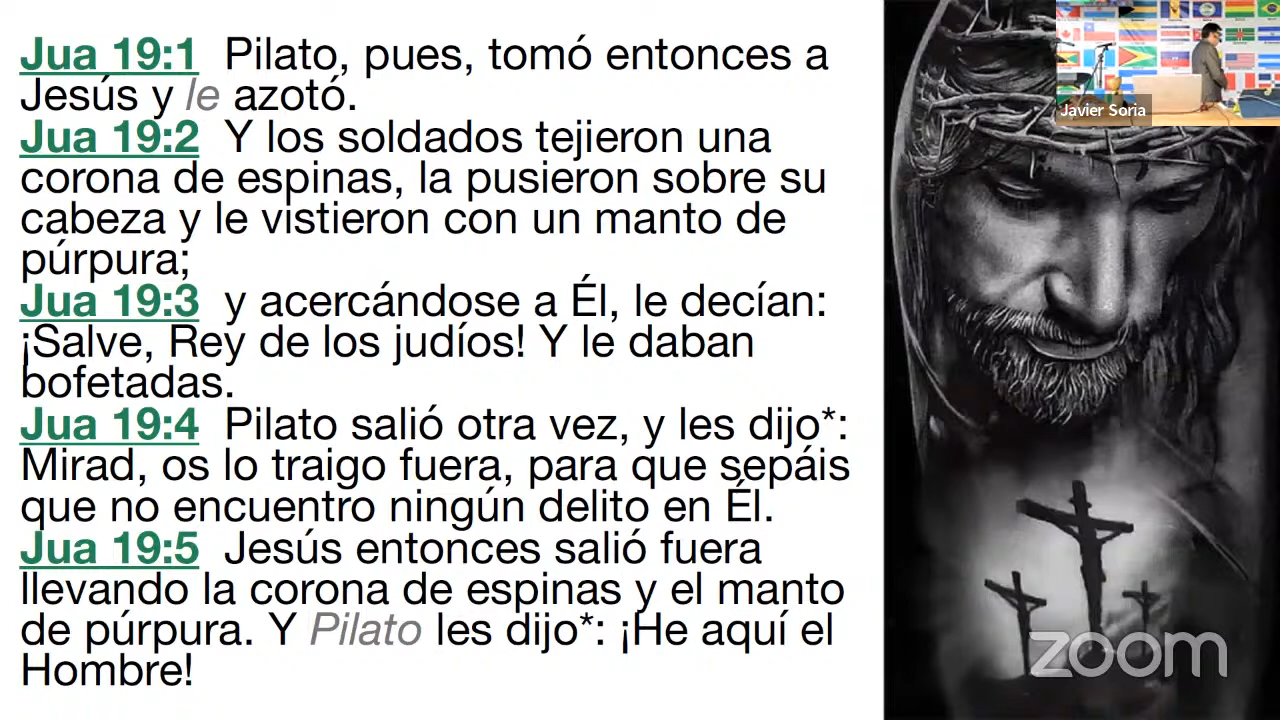 Jua 19:1 Pilato, pues, tomó entonces a
Jesús y le azotó.
Jua 19:2 Y los soldados tejieron una
corona de espinas, la pusieron sobre su
cabeza y le vistieron con un manto de
púrpura;
Jua 19:3 y acercándose a Él, le decían:
¡Salve, Rey de los judíos! Y le daban
bofetadas.
Jua 19:4 Pilato salió otra vez, y les dijo*:
Mirad, os lo traigo fuera, para que sepáis
que no encuentro ningún delito en Él.
Jua 19:5 Jesús entonces salió fuera
llevando la corona de espinas y el manto
de púrpura. Y Pilato les dijo*: ¡He aquí el
Hombre!
Javier Soria
zoom